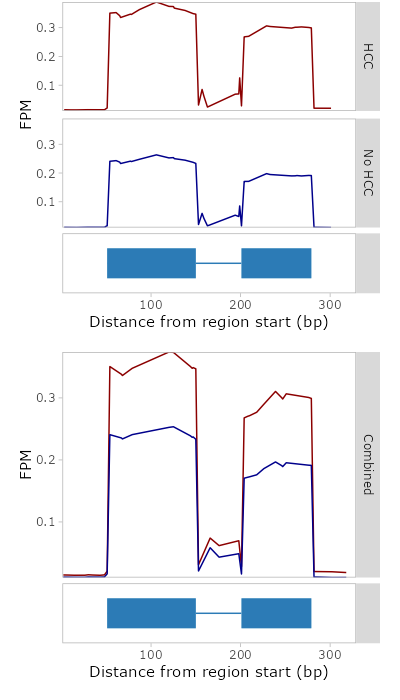 0.3
0.2
0.1
HCC
FPM
0.3
0.2
0.1
No HCC
100 200 300
Distance from region start (bp)
0.3
0.2
0.1
FPM
Combined
100 200 300
Distance from region start (bp)